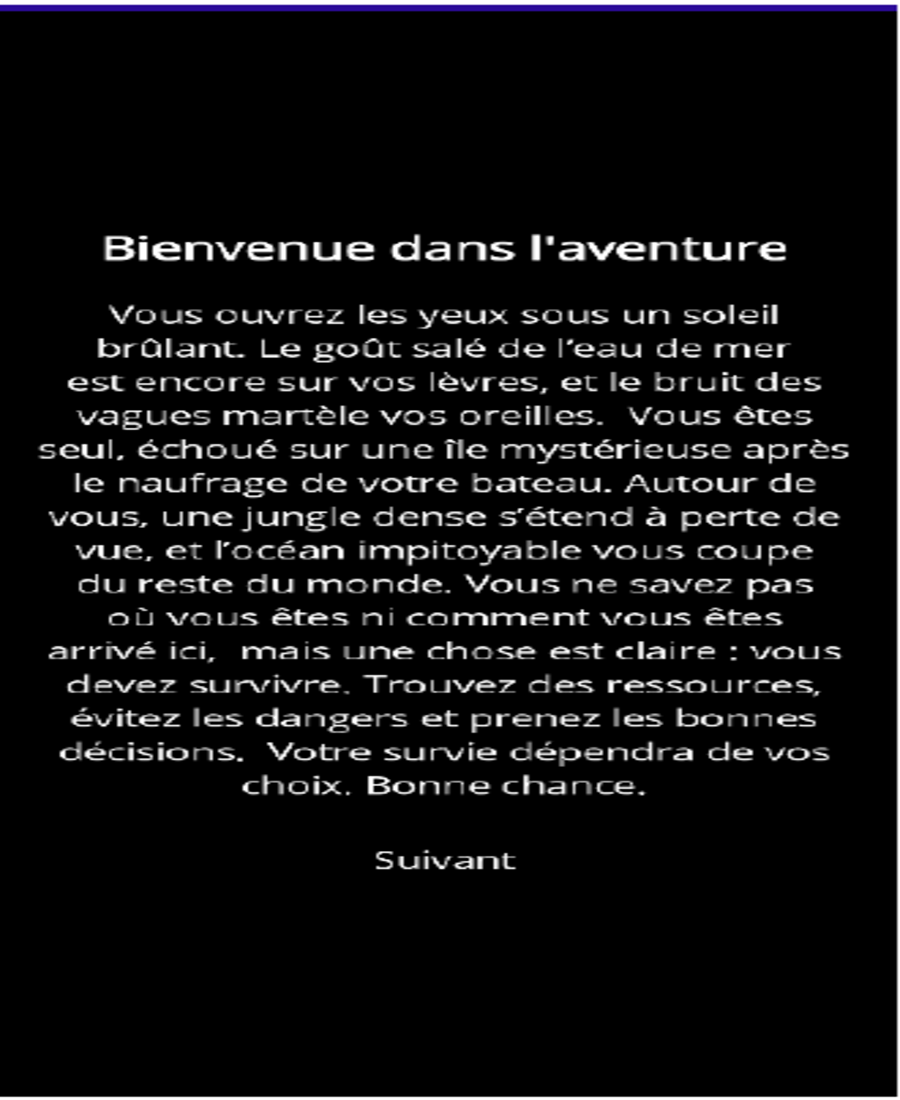 Bienvenue dans l'aventure
Vous ouvrez les yeux sous un soleil
brûlant. Le goût salé de l’eau de mer
est encore sur vos lèvres, et le bruit des
vagues martèle vos oreilles.  Vous êtes
seul, échoué sur une île mystérieuse après
le naufrage de votre bateau. Autour de
vous, une jungle dense s’étend à perte de
vue, et l’océan impitoyable vous coupe
du reste du monde. Vous ne savez pas
où vous êtes ni comment vous êtes
arrivé ici,  mais une chose est claire : vous
devez survivre. Trouvez des ressources,
évitez les dangers et prenez les bonnes
décisions.  Votre survie dépendra de vos
choix. Bonne chance.
Suivant